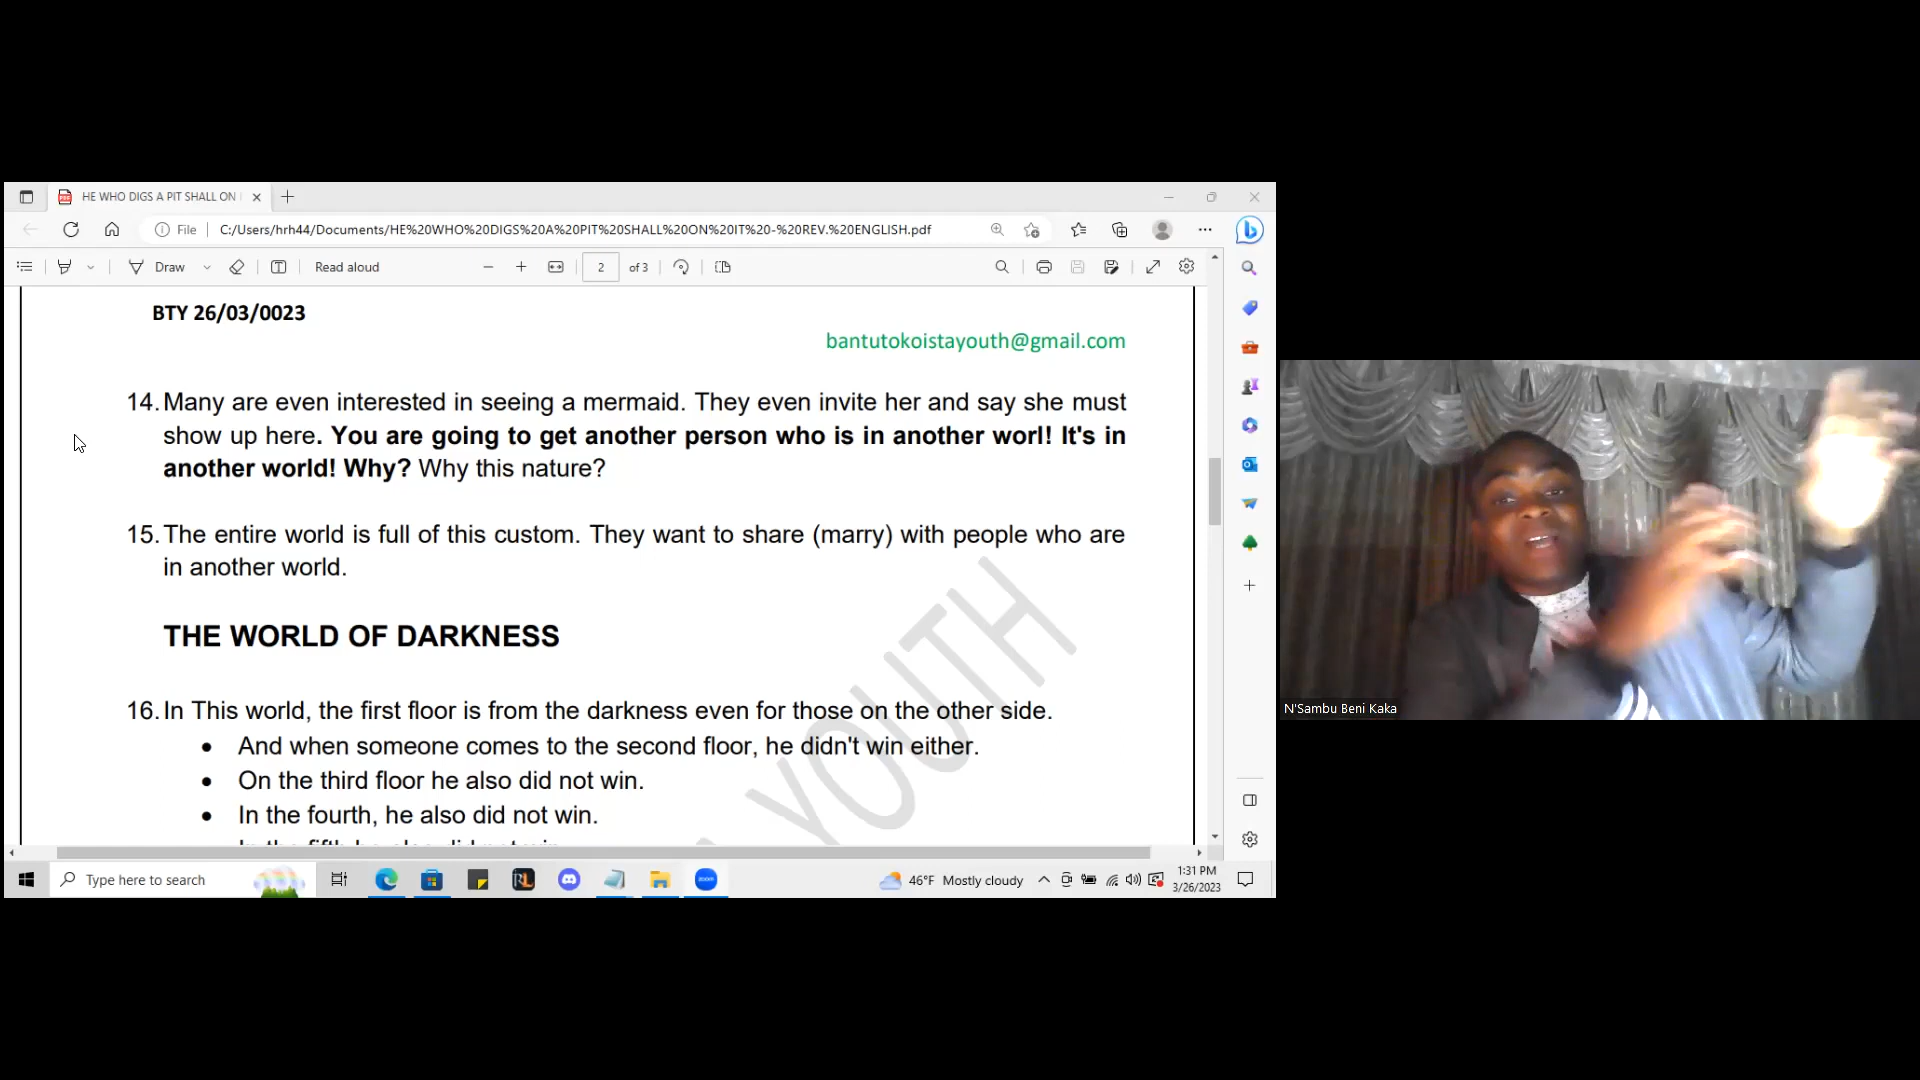 HE WHO DIGS A PIT SHALL ON
File
C:/Users/hrh44/Documents/HE%20WHO%20DIGS%20A%20PIT%20SHALL%20ON%20IT%20-%20REV.%20ENGLISH.pdf
Draw
Read aloud
2 of 3
BTY 26/03/0023
bantutokoistayouth@gmail.com
14. Many are even interested in seeing a mermaid. They even invite her and say she must
show up here. You are going to get another person who is in another worl! It's in
another world! Why? Why this nature?
15. The entire world is full of this custom. They want to share (marry) with people who are
in another world.
THE WORLD OF DARKNESS
16. In This world, the first floor is from the darkness even for those on the other side.
• And when someone comes to the second floor, he didn't win either.
• On the third floor he also did not win.
• In the fourth, he also did not win.
YOUTH
N'Sambu Beni Kaka
Type here to search
46°F Mostly cloudy
1:31 PM
3/26/2023